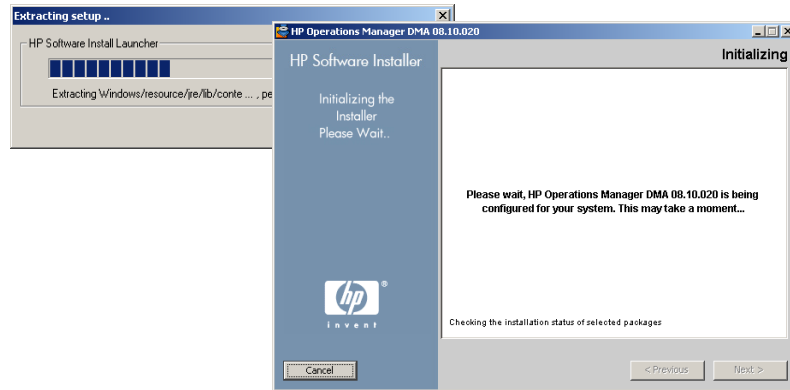 Extracting setup ..
HP Software Install Launcher
Extracting Windows/resource/jre/lib/conte ... , pe
HP Operations Manager DMA 08.10.020
HP Software Installer
Initializing the
Installer
Please Wait..
Initializing
Please wait, HP Operations Manager DMA 08.10.020 is being
configured for your system. This may take a moment...
hp
®
invent
Checking the installation status of selected packages
Cancel
< Previous
Next >